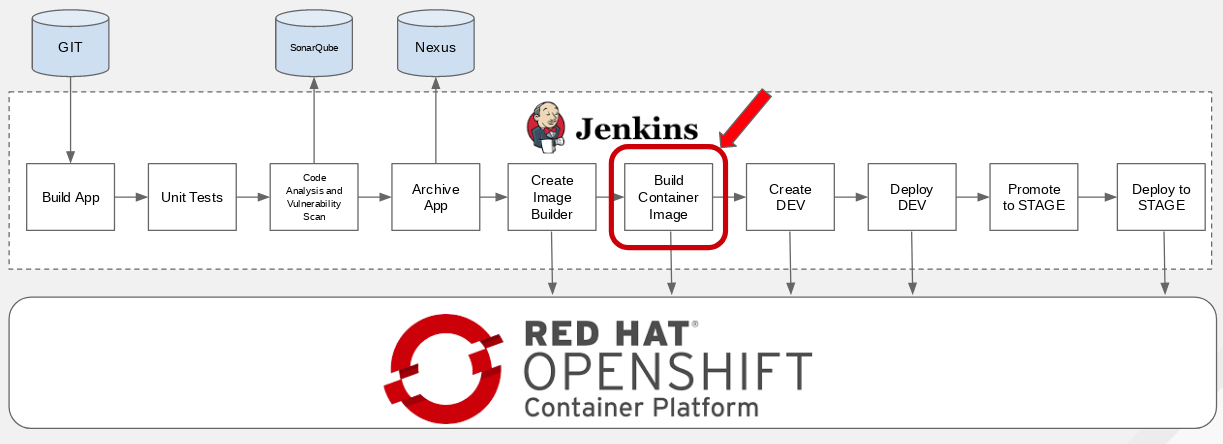 GIT
SonarQube
Nexus
Jenkins
Build App
Unit Tests
Code
Analysis and
Vulnerability
Scan
Archive
App
Create
Image
Builder
Build
Container
Image
Create
DEV
Deploy
DEV
Promote
to STAGE
Deploy to
STAGE
RED HAT®
OPENSHIFT
Container Platform